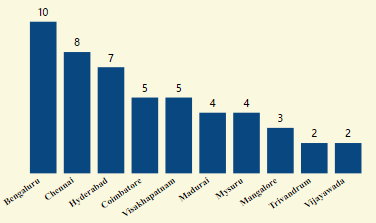 10
8
7
5
5
4
4
3
2
2
Bengaluru
Chennai
Hyderabad
Coimbatore
Visakhapatnam
Madurai
Mysuru
Mangalore
Trivandrum
Vijayawada